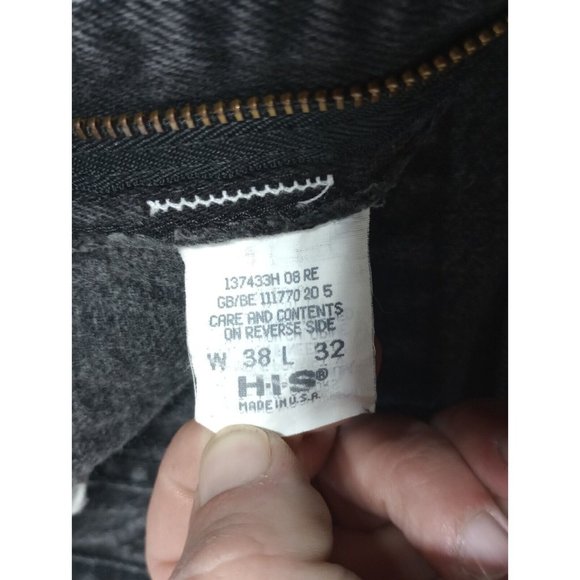 137433H 08 RE
GB/BE 111770 20 5
CARE AND CONTENTS
ON REVERSE SIDE
W 38 L 32
H·I·S®
MADE IN U.S.A.